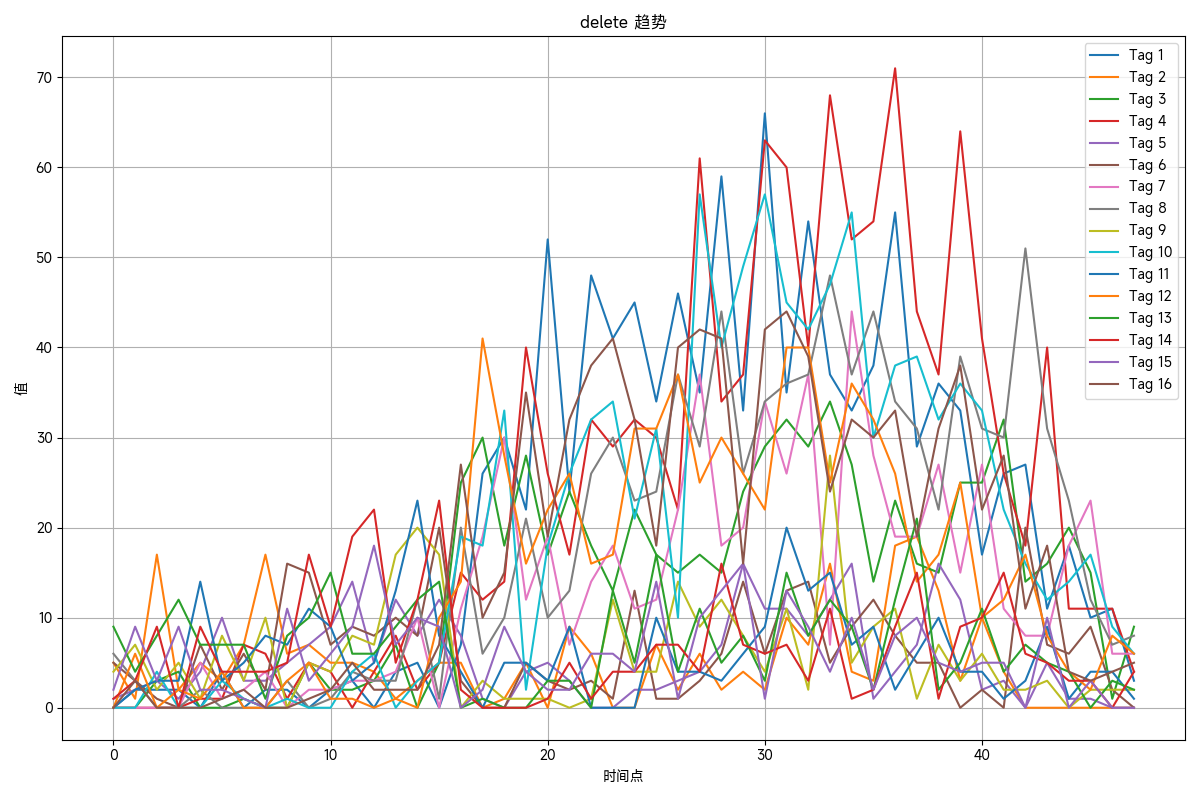 delete 趋势
70
60
50
40
30
20
10
0
值
0 10 20 30 40
时间点
Tag 1
Tag 2
Tag 3
Tag 4
Tag 5
Tag 6
Tag 7
Tag 8
Tag 9
Tag 10
Tag 11
Tag 12
Tag 13
Tag 14
Tag 15
Tag 16